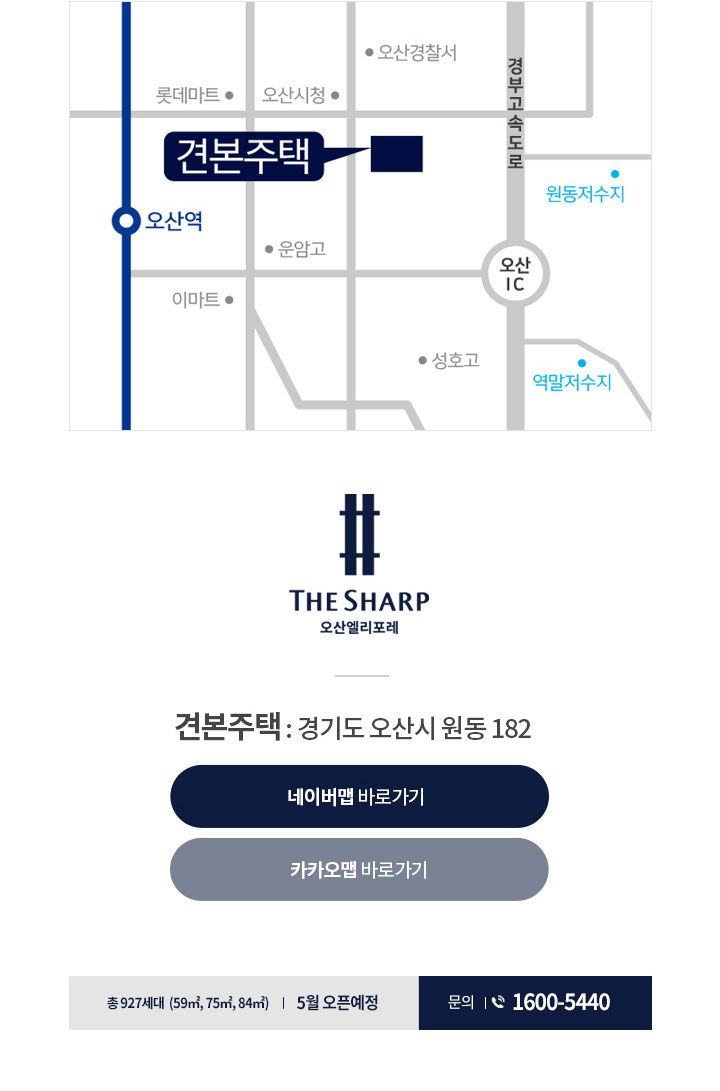 오산경찰서
롯데마트
오산시청
경부고속도로
견본주택
원동저수지
오산역
운암고
오산
IC
이마트
성호고
역말저수지
THE SHARP
오산엘리포레
견본주택 : 경기도 오산시 원동 182
네이버맵 바로가기
카카오맵 바로가기
총 927세대 (59㎡, 75㎡, 84㎡) | 5월 오픈예정
문의 | 1600-5440